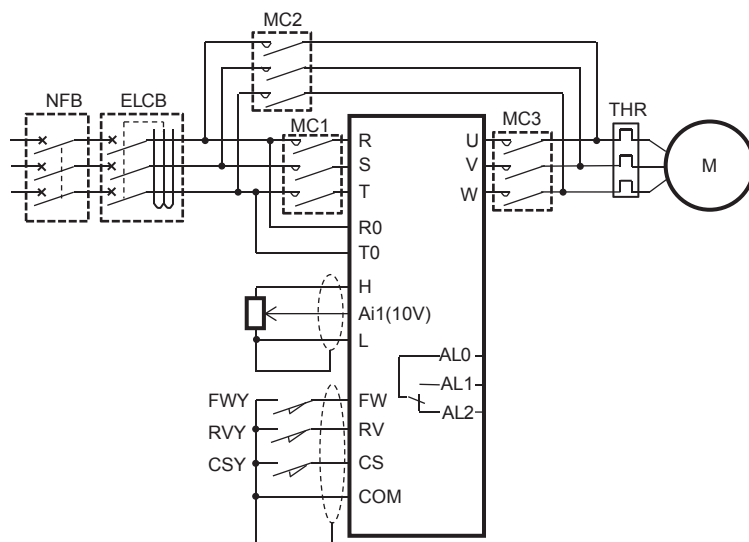 MC2
NFB
ELCB
MC1
MC3
THR
R
U
S
V
M
T
W
R0
T0
H
Ai1(10V)
L
AL0
AL1
AL2
FWY
FW
RVY
RV
CSY
CS
COM